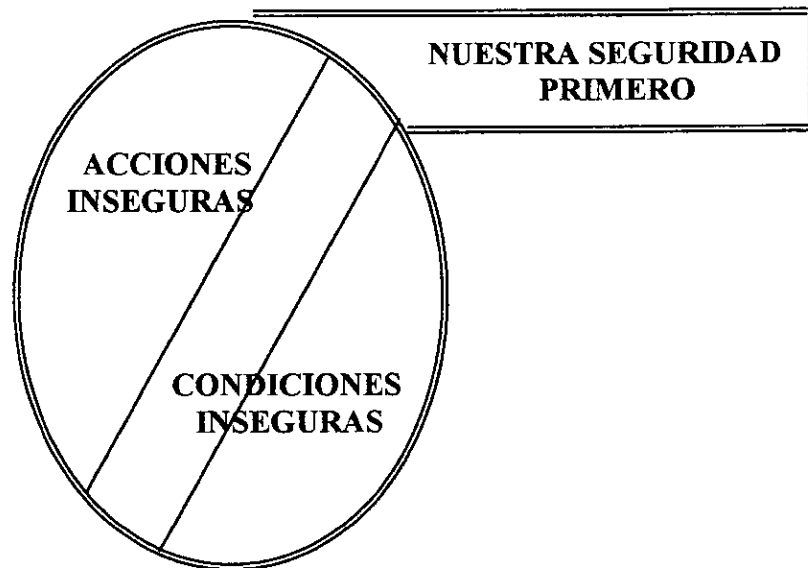 NUESTRA SEGURIDAD
PRIMERO
ACCIONES
INSEGURAS
CONDICIONES
INSEGURAS